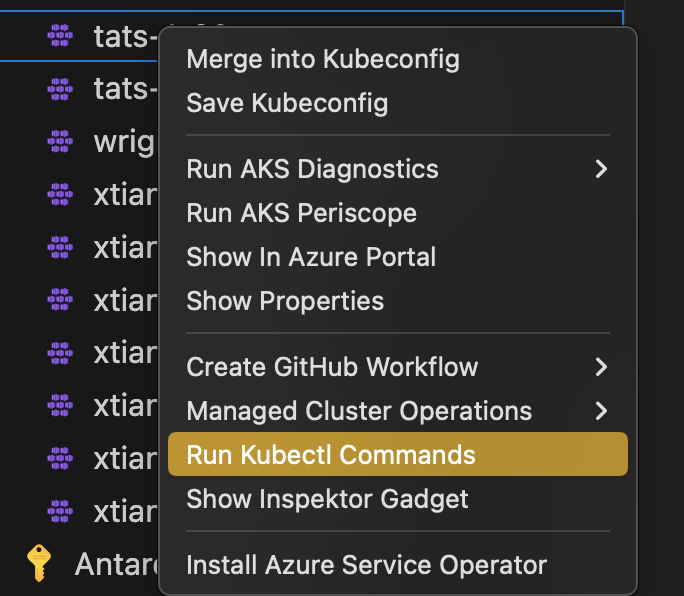 tats-
Merge into Kubeconfig
Save Kubeconfig
tats-
wrig
Run AKS Diagnostics
xtiar
Run AKS Periscope
xtiar
Show In Azure Portal
xtiar
Show Properties
xtiar
Create GitHub Workflow
xtiar
Managed Cluster Operations
xtiar
Run Kubectl Commands
xtiar
Show Inspektor Gadget
Antare
Install Azure Service Operator